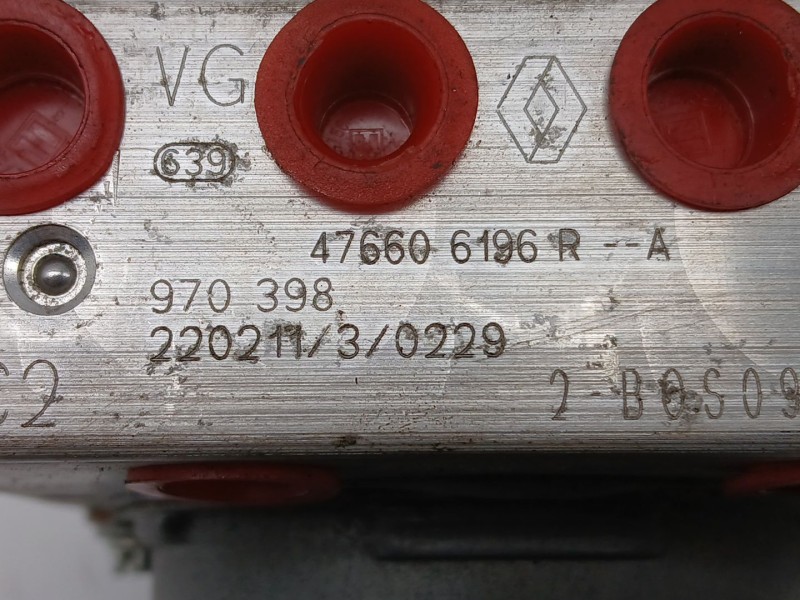 VG
639
47660 6196 R --A
970 398
220211/3/0229
C2
2-BOS09